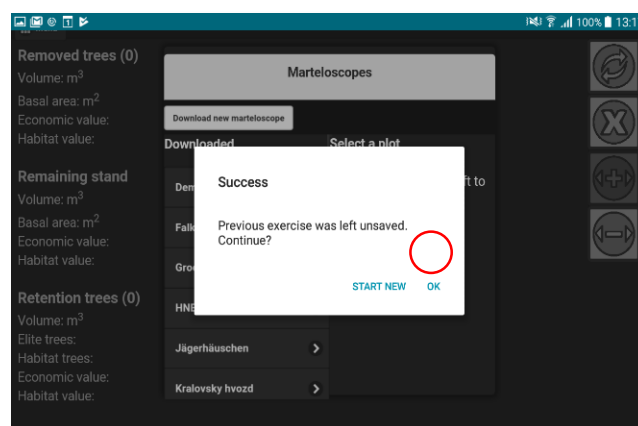 100% 13:1
Removed trees (0)
Volume: m³
Basal area: m²
Economic value:
Habitat value:
Remaining stand
Volume: m³
Basal area: m²
Economic value:
Habitat value:
Retention trees (0)
Volume: m³
Elite trees:
Habitat trees:
Economic value:
Habitat value:
Marteloscopes
Download new marteloscope
Downloaded
Select a plot
ft to
Dem
Falk
Gro
HNE
Jägerhäuschen
Kralovsky hvozd
Success
Previous exercise was left unsaved.
Continue?
START NEW OK
X